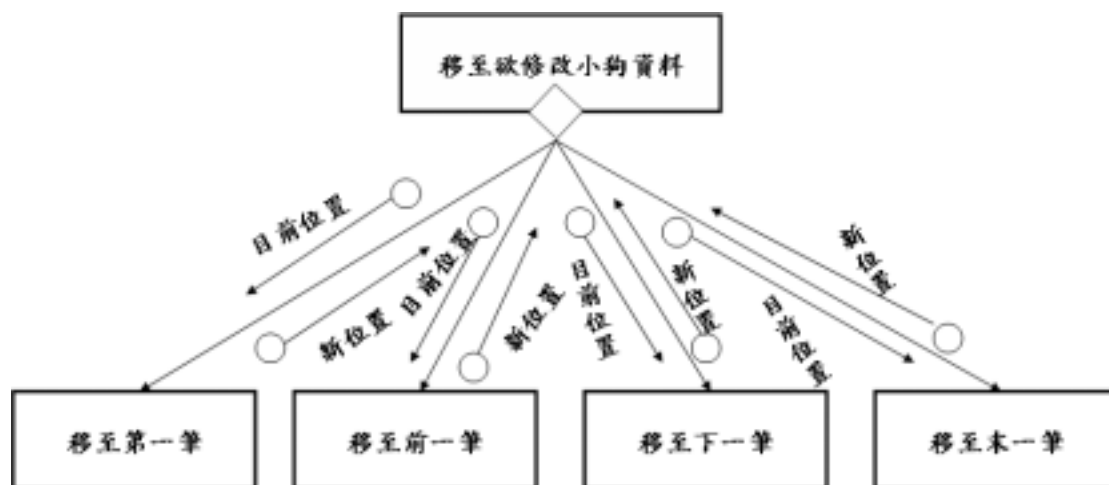 移至欲修改小狗資料
目前位置
新位置
目前位置
新位置
目前位置
新位置
目前位置
新位置
移至第一筆
移至前一筆
移至下一筆
移至末一筆